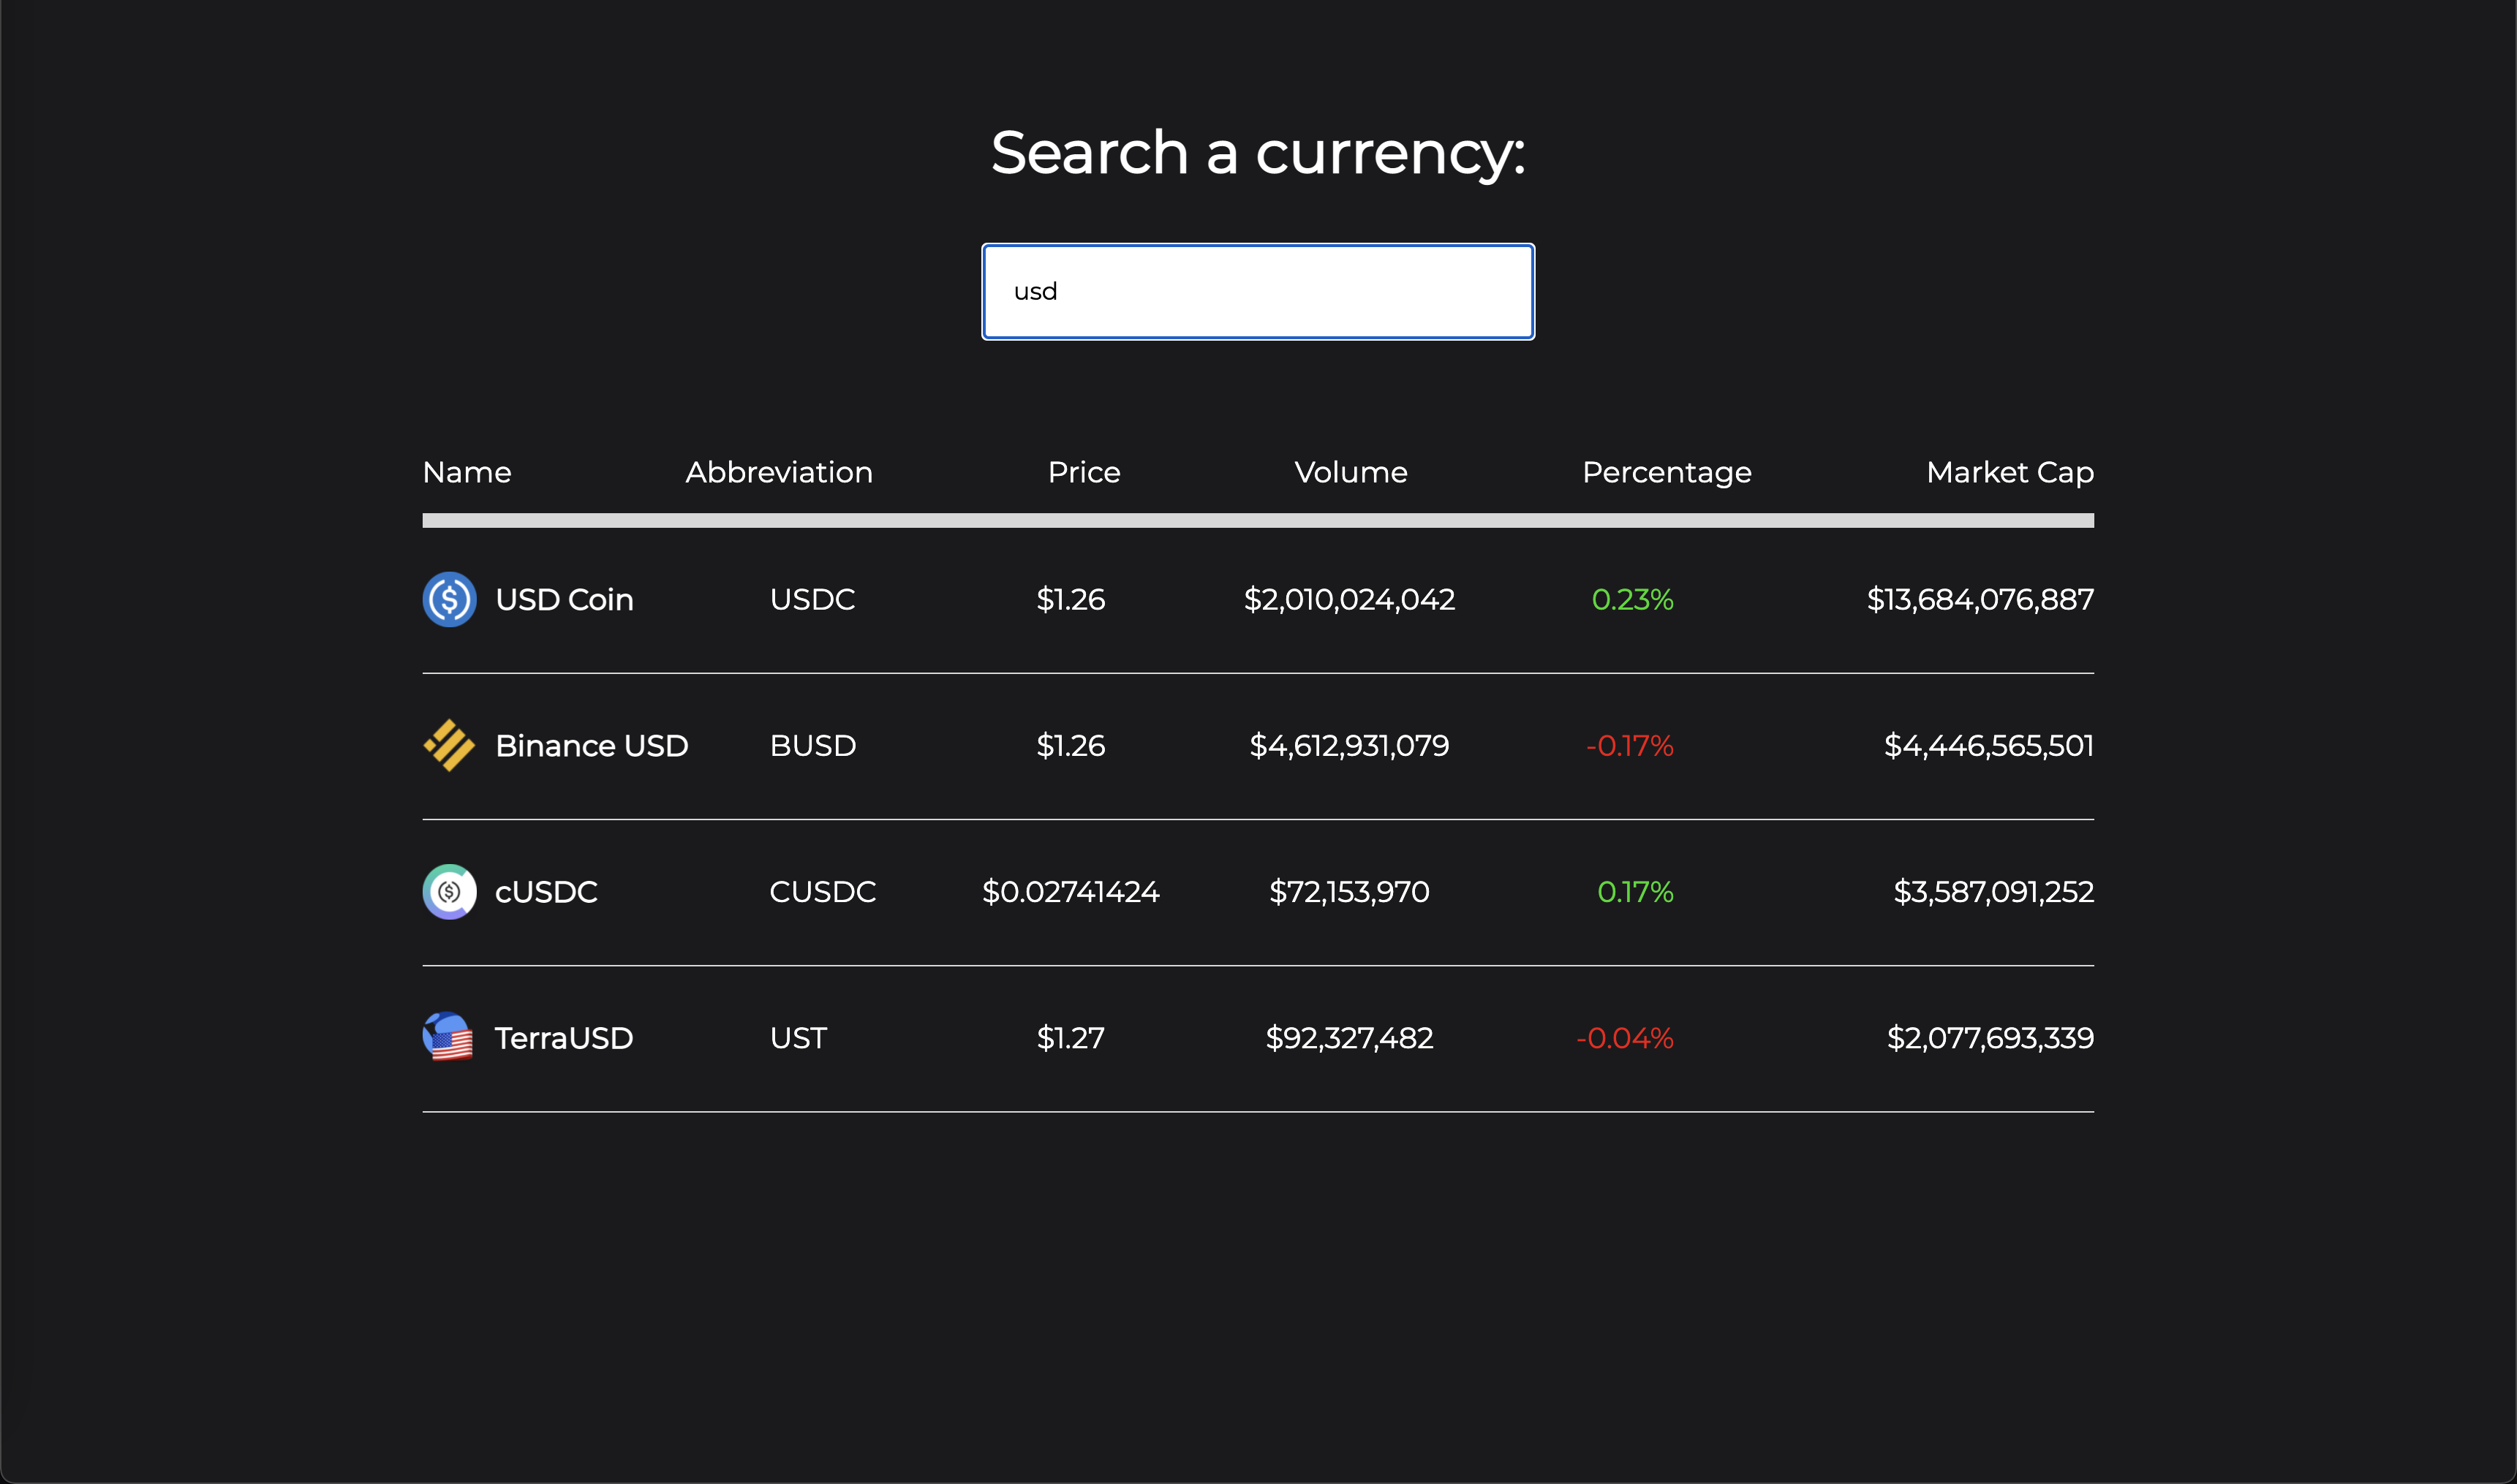 Search a currency:
usd
Name Abbreviation Price Volume Percentage Market Cap
USD Coin USDC $1.26 $2,010,024,042 0.23% $13,684,076,887
Binance USD BUSD $1.26 $4,612,931,079 -0.17% $4,446,565,501
cUSDC CUSDC $0.02741424 $72,153,970 0.17% $3,587,091,252
TerraUSD UST $1.27 $92,327,482 -0.04% $2,077,693,339